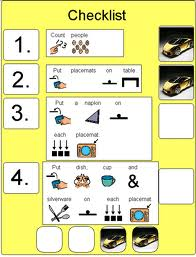 Checklist
1. Count people
123
2. Put placemats on table
3. Put a napkin on
each placemat
4. Put dish, cup and
&
silverware on each placemat